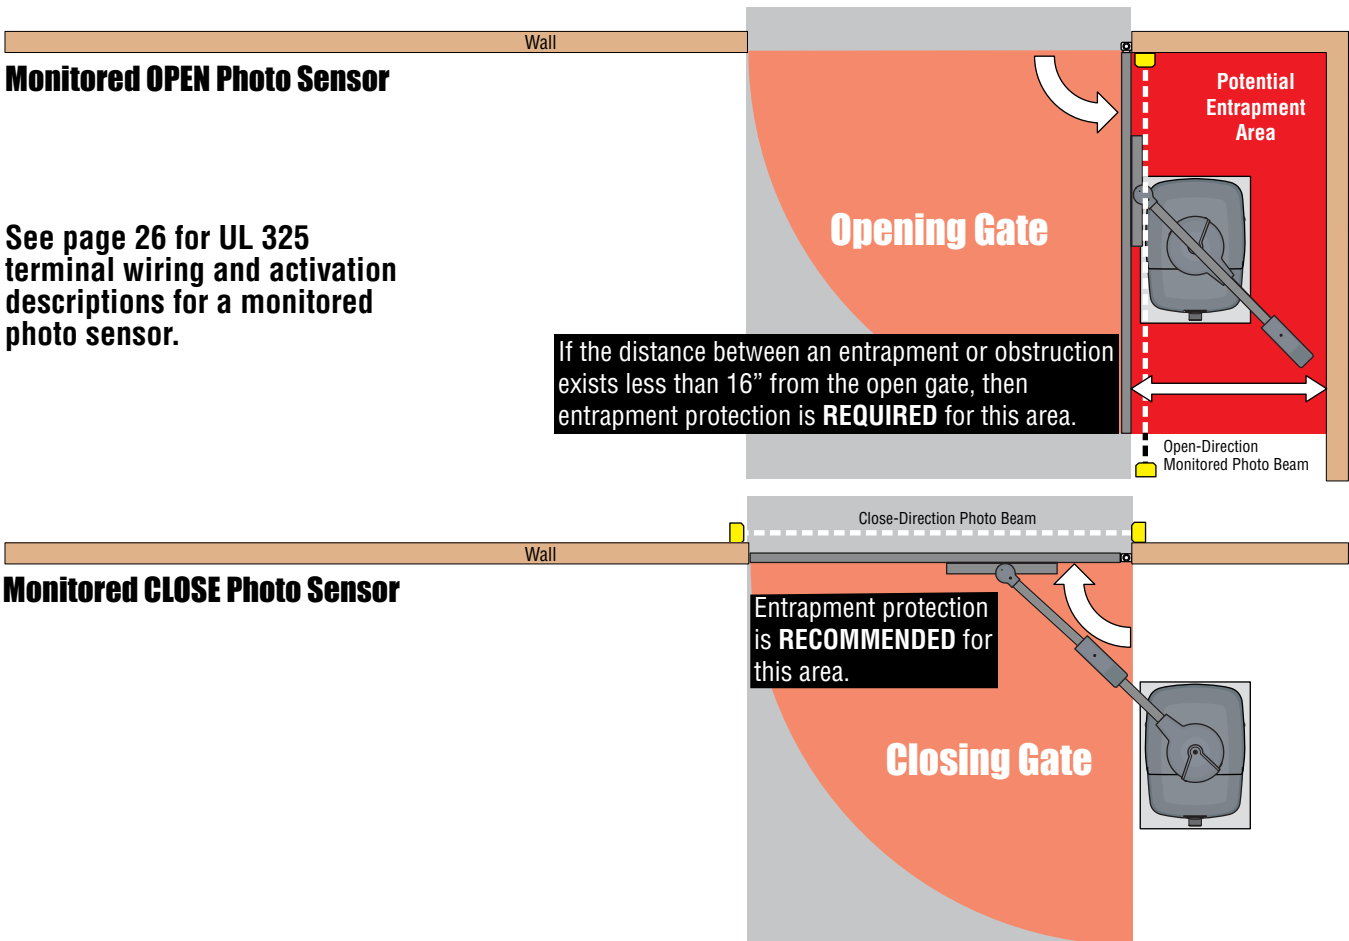 Wall
Monitored OPEN Photo Sensor
Potential
Entrapment
Area
See page 26 for UL 325
terminal wiring and activation
descriptions for a monitored
photo sensor.
Opening Gate
If the distance between an entrapment or obstruction
exists less than 16” from the open gate, then
entrapment protection is REQUIRED for this area.
Open-Direction
Monitored Photo Beam
Close-Direction Photo Beam
Wall
Monitored CLOSE Photo Sensor
Entrapment protection
is RECOMMENDED for
this area.
Closing Gate